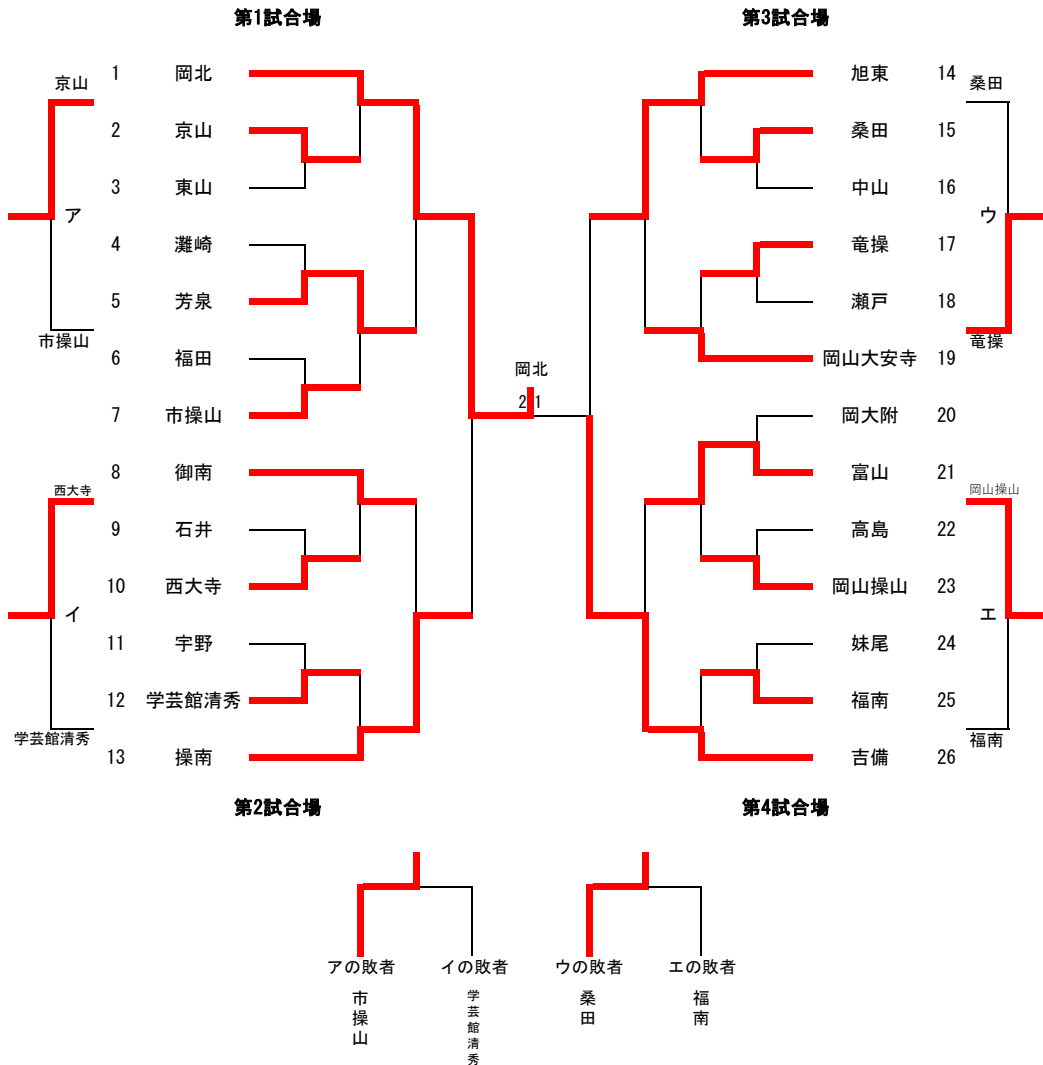 第1試合場
第3試合場
京山
1 岡北
旭東 14
桑田
2 京山
桑田 15
3 東山
中山 16
ア
ウ
4 灘崎
竜操 17
5 芳泉
瀬戸 18
市操山
竜操
6 福田
岡山大安寺 19
岡北
2 1
7 市操山
岡大附 20
8 御南
富山 21
西大寺
岡山操山
9 石井
高島 22
10 西大寺
岡山操山 23
イ
エ
11 宇野
妹尾 24
12 学芸館清秀
福南 25
学芸館清秀
福南
13 操南
吉備 26
第2試合場
第4試合場
アの敗者 イの敗者 ウの敗者 エの敗者
市操山
学芸館清秀
桑田
福南